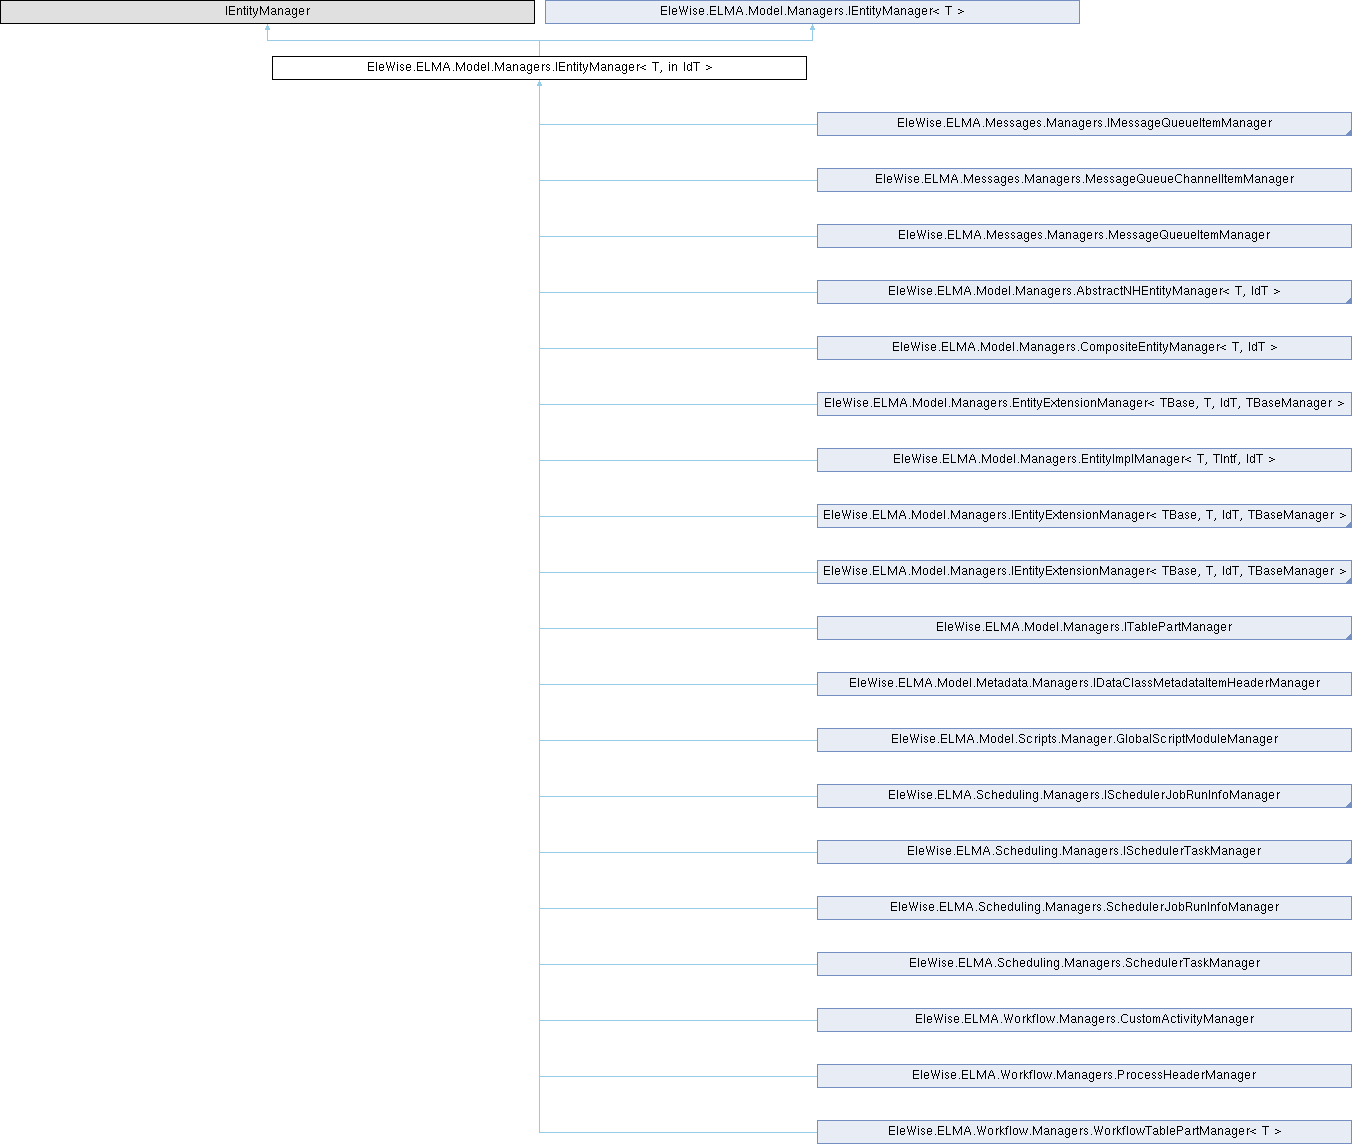 IEntityManager
EleWise.ELMA.Model.Managers.IEntityManager< T >
EleWise.ELMA.Model.Managers.IEntityManager< T, in IdT >
EleWise.ELMA.Messages.Managers.IMessageQueueItemManager
EleWise.ELMA.Messages.Managers.MessageQueueChannelItemManager
EleWise.ELMA.Messages.Managers.MessageQueueItemManager
EleWise.ELMA.Model.Managers.AbstractNHEntityManager< T, IdT >
EleWise.ELMA.Model.Managers.CompositeEntityManager< T, IdT >
EleWise.ELMA.Model.Managers.EntityExtensionManager< TBase, T, IdT, TBaseManager >
EleWise.ELMA.Model.Managers.EntityImplManager< T, TIntf, IdT >
EleWise.ELMA.Model.Managers.IEntityExtensionManager< TBase, T, IdT, TBaseManager >
EleWise.ELMA.Model.Managers.IEntityExtensionManager< TBase, T, IdT, TBaseManager >
EleWise.ELMA.Model.Managers.ITablePartManager
EleWise.ELMA.Model.Metadata.Managers.IDataClassMetadataItemHeaderManager
EleWise.ELMA.Model.Scripts.Manager.GlobalScriptModuleManager
EleWise.ELMA.Scheduling.Managers.ISchedulerJobRunInfoManager
EleWise.ELMA.Scheduling.Managers.ISchedulerTaskManager
EleWise.ELMA.Scheduling.Managers.SchedulerJobRunInfoManager
EleWise.ELMA.Scheduling.Managers.SchedulerTaskManager
EleWise.ELMA.Workflow.Managers.CustomActivityManager
EleWise.ELMA.Workflow.Managers.ProcessHeaderManager
EleWise.ELMA.Workflow.Managers.WorkflowTablePartManager< T >